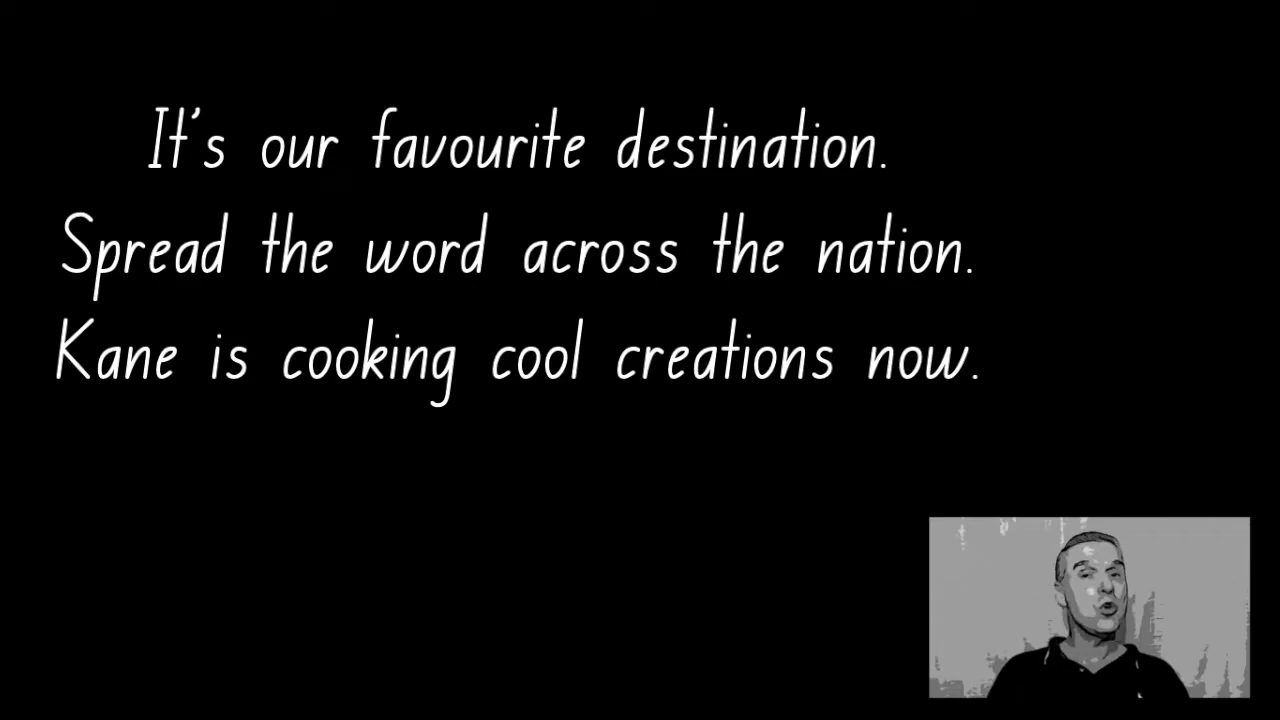 It's our favourite destination.
Spread the word across the nation.
Kane is cooking cool creations now.